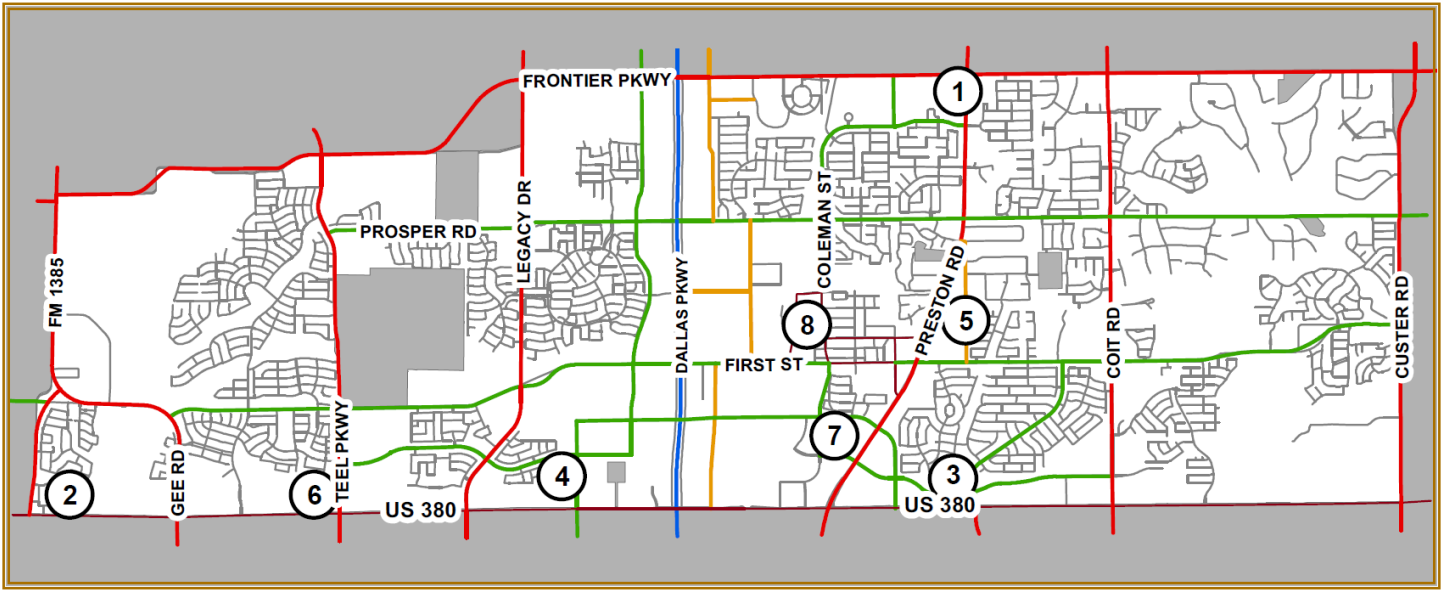 FRONTIER PKWY
1
LEGACY DR
COLEMAN ST
PROSPER RD
FM 1385
DALLAS PKWY
PRESTON RD
8
5
COIT RD
CUSTER RD
FIRST ST
TEEL PKWY
7
GEE RD
2
6
4
3
US 380
US 380